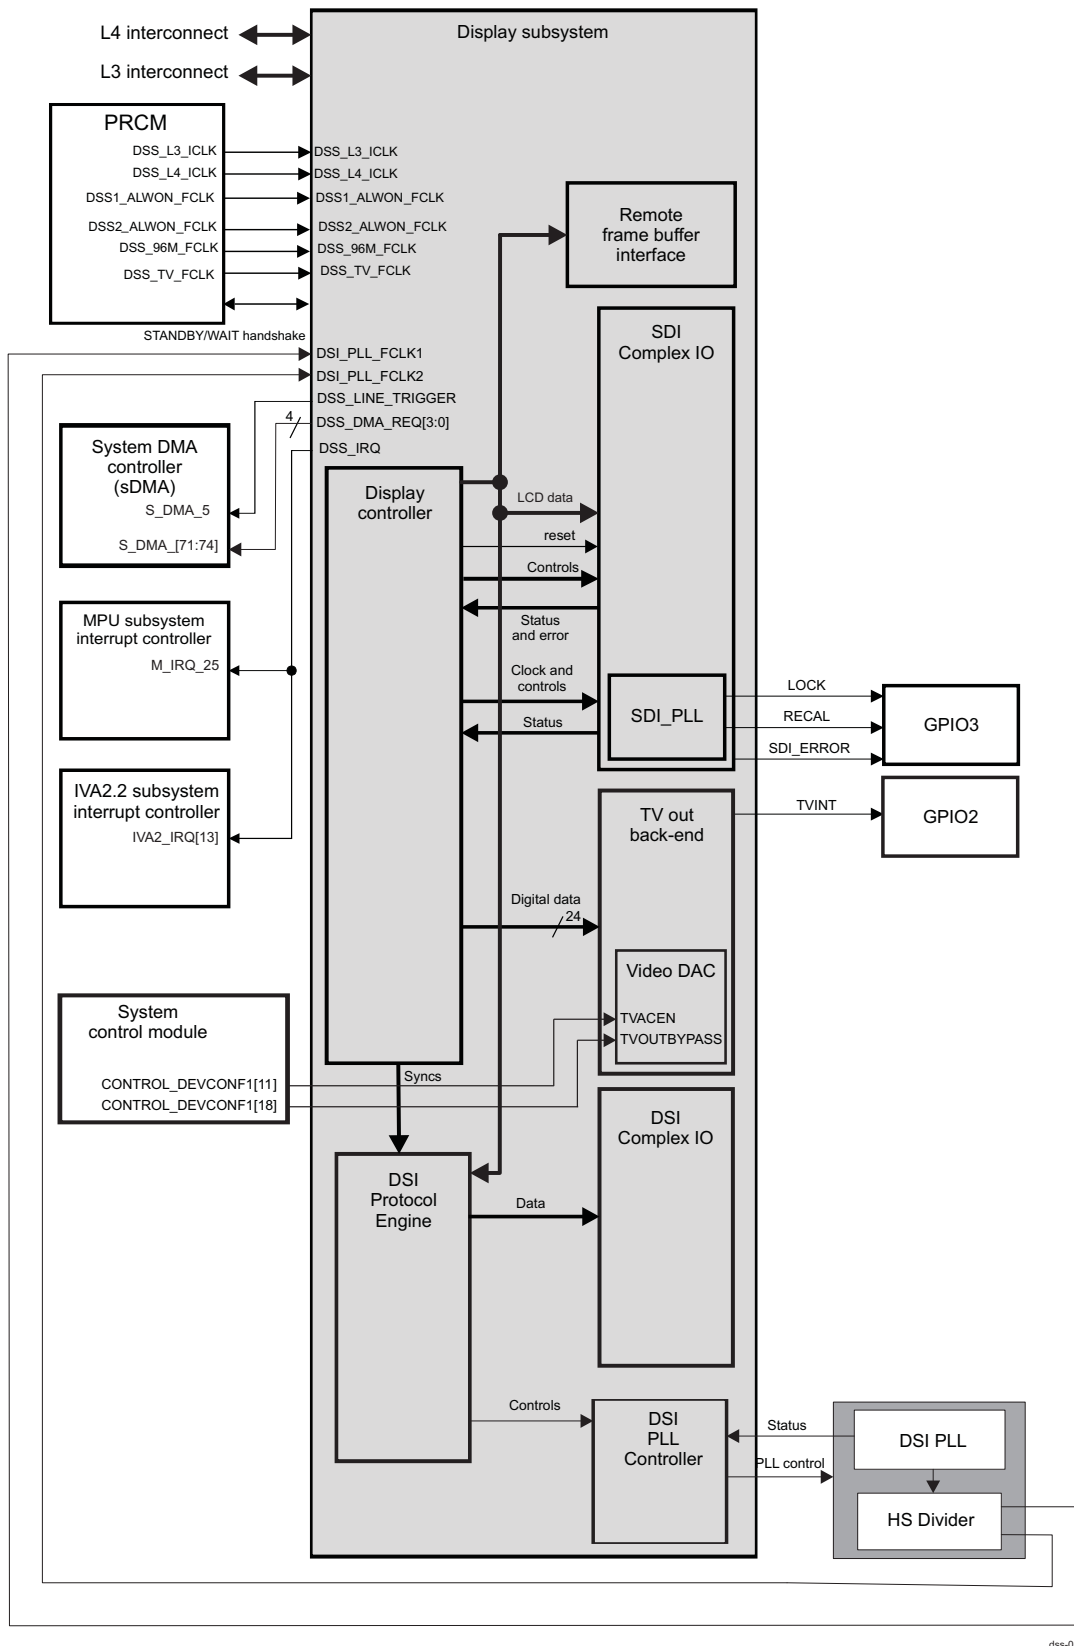 L4 interconnect
Display subsystem
L3 interconnect
PRCM
DSS_L3_ICLK
DSS_L3_ICLK
DSS_L4_ICLK
DSS_L4_ICLK
DSS1_ALWON_FCLK
DSS1_ALWON_FCLK
DSS2_ALWON_FCLK
DSS2_ALWON_FCLK
DSS_96M_FCLK
DSS_96M_FCLK
DSS_TV_FCLK
DSS_TV_FCLK
STANDBY/WAIT handshake
Remote
frame buffer
interface
SDI
Complex IO
DSI_PLL_FCLK1
DSI_PLL_FCLK2
DSS_LINE_TRIGGER
4
DSS_DMA_REQ[3:0]
DSS_IRQ
System DMA
controller
(sDMA)
S_DMA_5
S_DMA_[71:74]
Display
controller
LCD data
reset
Controls
Status
and error
Clock and
controls
Status
SDI_PLL
LOCK
RECAL
SDI_ERROR
GPIO3
MPU subsystem
interrupt controller
M_IRQ_25
IVA2.2 subsystem
interrupt controller
IVA2_IRQ[13]
TV out
back-end
TVINT
GPIO2
Digital data
24
Video DAC
TVACEN
TVOUTBYPASS
System
control module
CONTROL_DEVCONF1[11]
CONTROL_DEVCONF1[18]
Syncs
DSI
Complex IO
DSI
Protocol
Engine
Data
Controls
DSI
PLL
Controller
Status
PLL control
DSI PLL
HS Divider